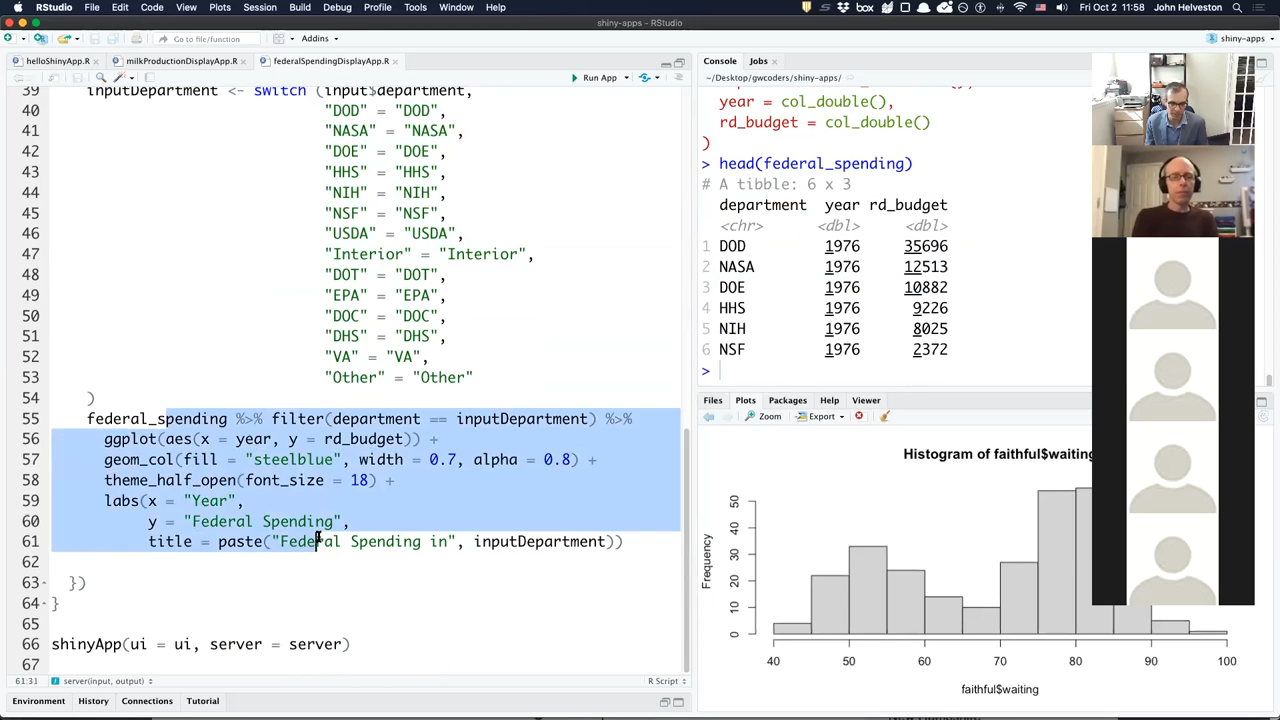 RStudio File Edit Code View Plots Session Build Debug Profile Tools Window Help
box Fri Oct 2 11:58 John Helveston
shiny-apps - RStudio
Go to file/function Addins shiny-apps
helloShinyApp.R milkProductionDisplayApp.R federalSpendingDisplayApp.R
Run App
39 inputDepartment <- switch (input$department,
40 "DOD" = "DOD",
41 "NASA" = "NASA",
42 "DOE" = "DOE",
43 "HHS" = "HHS",
44 "NIH" = "NIH",
45 "NSF" = "NSF",
46 "USDA" = "USDA",
47 "Interior" = "Interior",
48 "DOT" = "DOT",
49 "EPA" = "EPA",
50 "DOC" = "DOC",
51 "DHS" = "DHS",
52 "VA" = "VA",
53 "Other" = "Other"
54 )
55 federal_spending %>% filter(department == inputDepartment) %>%
56 ggplot(aes(x = year, y = rd_budget)) +
57 geom_col(fill = "steelblue", width = 0.7, alpha = 0.8) +
58 theme_half_open(font_size = 18) +
59 labs(x = "Year",
60 y = "Federal Spending",
61 title = paste("Federal Spending in", inputDepartment))
62
63 })
64 }
65
66 shinyApp(ui = ui, server = server)
67
61:31 server(input, output) R Script
Environment History Connections Tutorial
Console Jobs
~/Desktop/gwcoders/shiny-apps/
year = col_double(),
rd_budget = col_double()
)
> head(federal_spending)
# A tibble: 6 x 3
department year rd_budget
<chr> <dbl> <dbl>
1 DOD 1976 35696
2 NASA 1976 12513
3 DOE 1976 10882
4 HHS 1976 9226
5 NIH 1976 8025
6 NSF 1976 2372
>
Files Plots Packages Help Viewer
Zoom Export
Histogram of faithful$waiting
Frequency
50
40
30
20
10
0
40 50 60 70 80 90 100
faithful$waiting